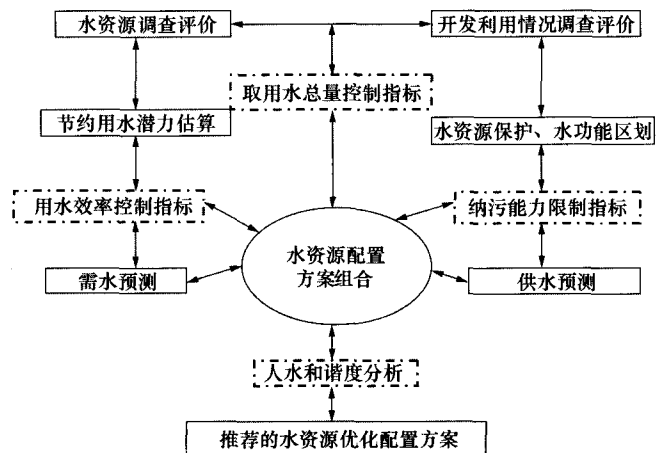 水资源调查评价
开发利用情况调查评价
取用水总量控制指标
节约用水潜力估算
水资源保护、水功能区划
用水效率控制指标
纳污能力限制指标
水资源配置
方案组合
需水预测
供水预测
人水和谐度分析
推荐的水资源优化配置方案